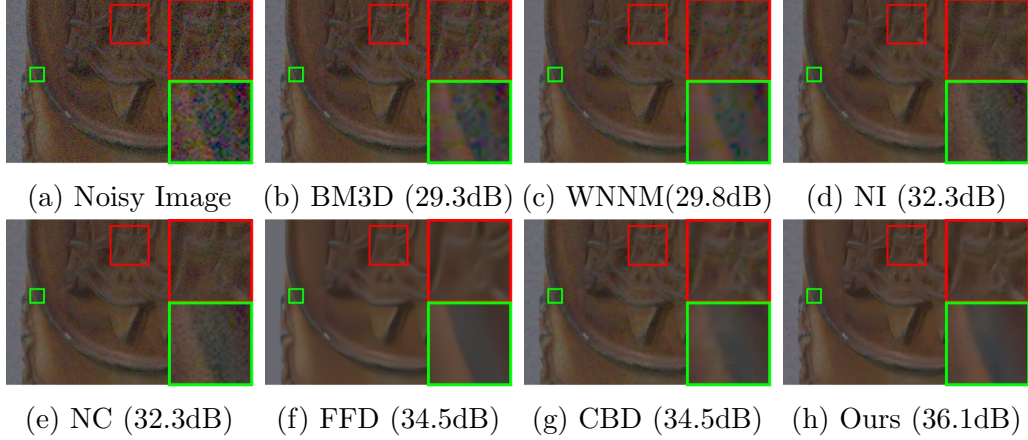 (a) Noisy Image (b) BM3D (29.3dB) (c) WNNM(29.8dB) (d) NI (32.3dB)
(e) NC (32.3dB) (f) FFD (34.5dB) (g) CBD (34.5dB) (h) Ours (36.1dB)